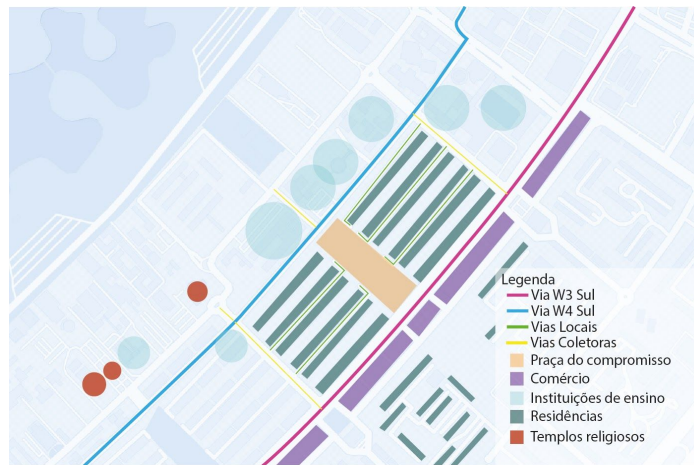 Legenda
Via W3 Sul
Via W4 Sul
Vias Locais
Vias Coletoras
Praça do compromisso
Comércio
Instituições de ensino
Residências
Templos religiosos